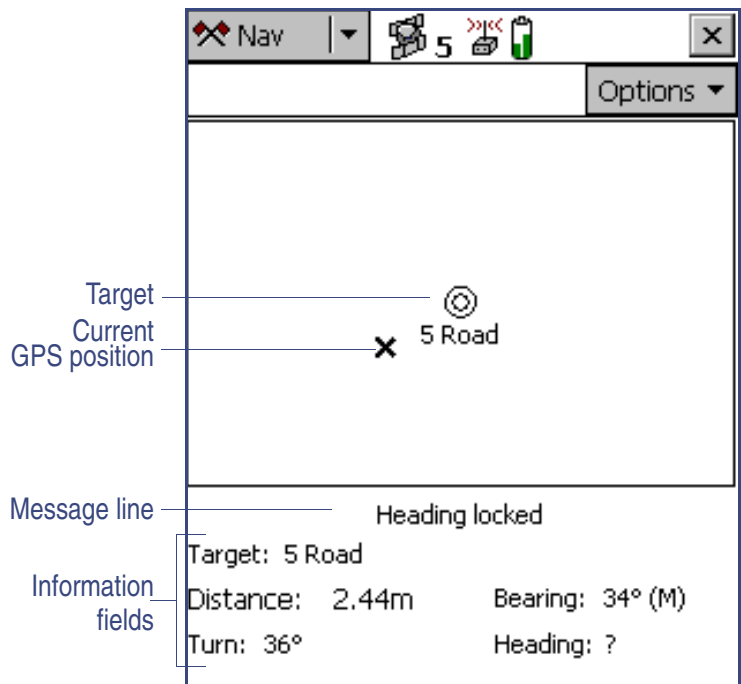 Nav
5
Options
Target
5 Road
Current
GPS position
Message line
Heading locked
Information
fields
Target: 5 Road
Distance: 2.44m
Bearing: 34° (M)
Turn: 36°
Heading: ?